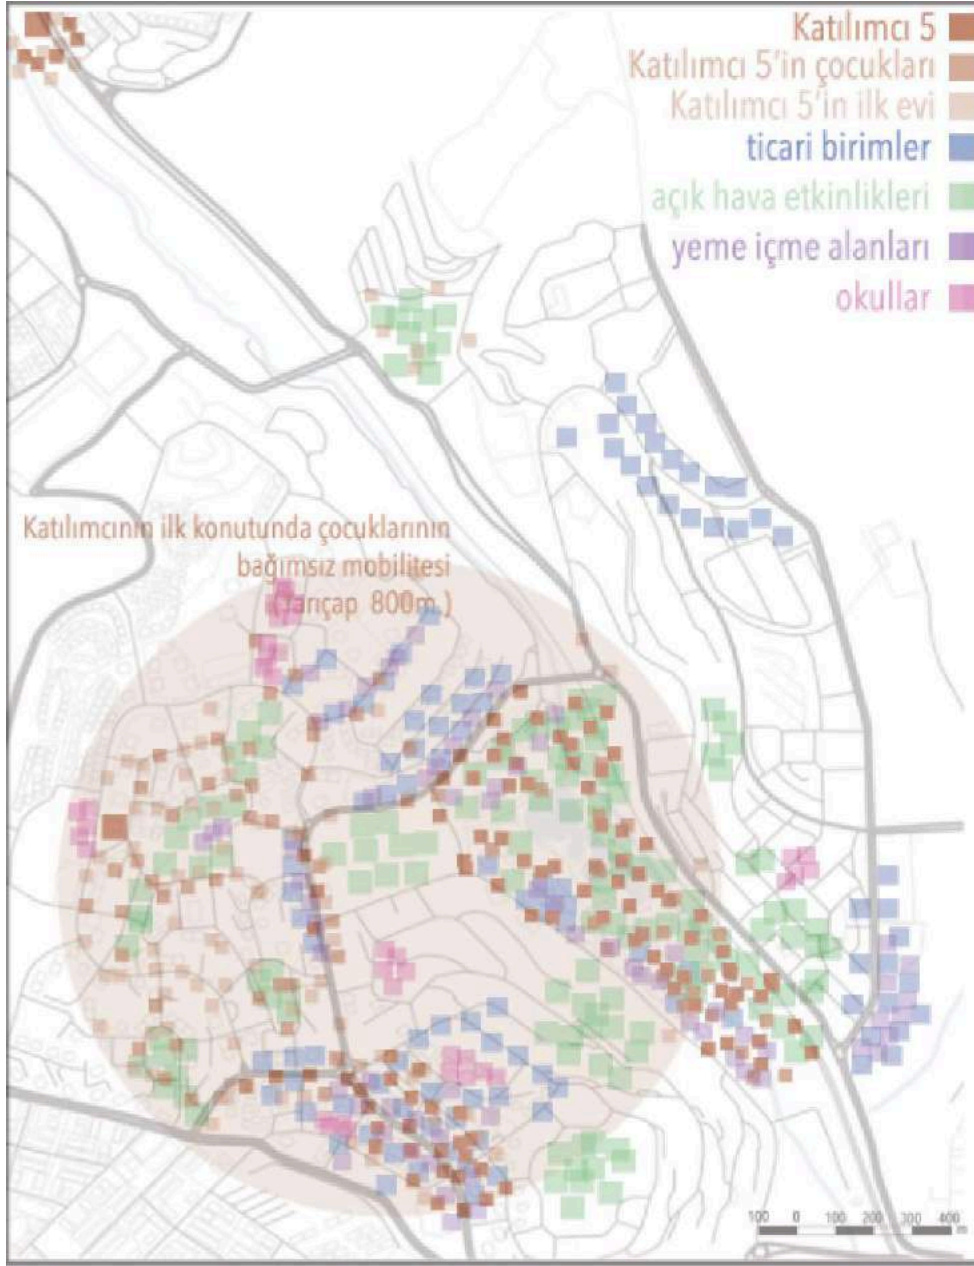 Katılımcı 5
Katılımcı 5'in çocukları
Katılımcı 5'in ilk evi
ticari birimler
açık hava etkinlikleri
yeme içme alanları
okullar
Katılımcının ilk konutunda çocuklarının
bağımsız mobilitesi
(yarıçap 800m.)
100 0 100 200 300 400
m